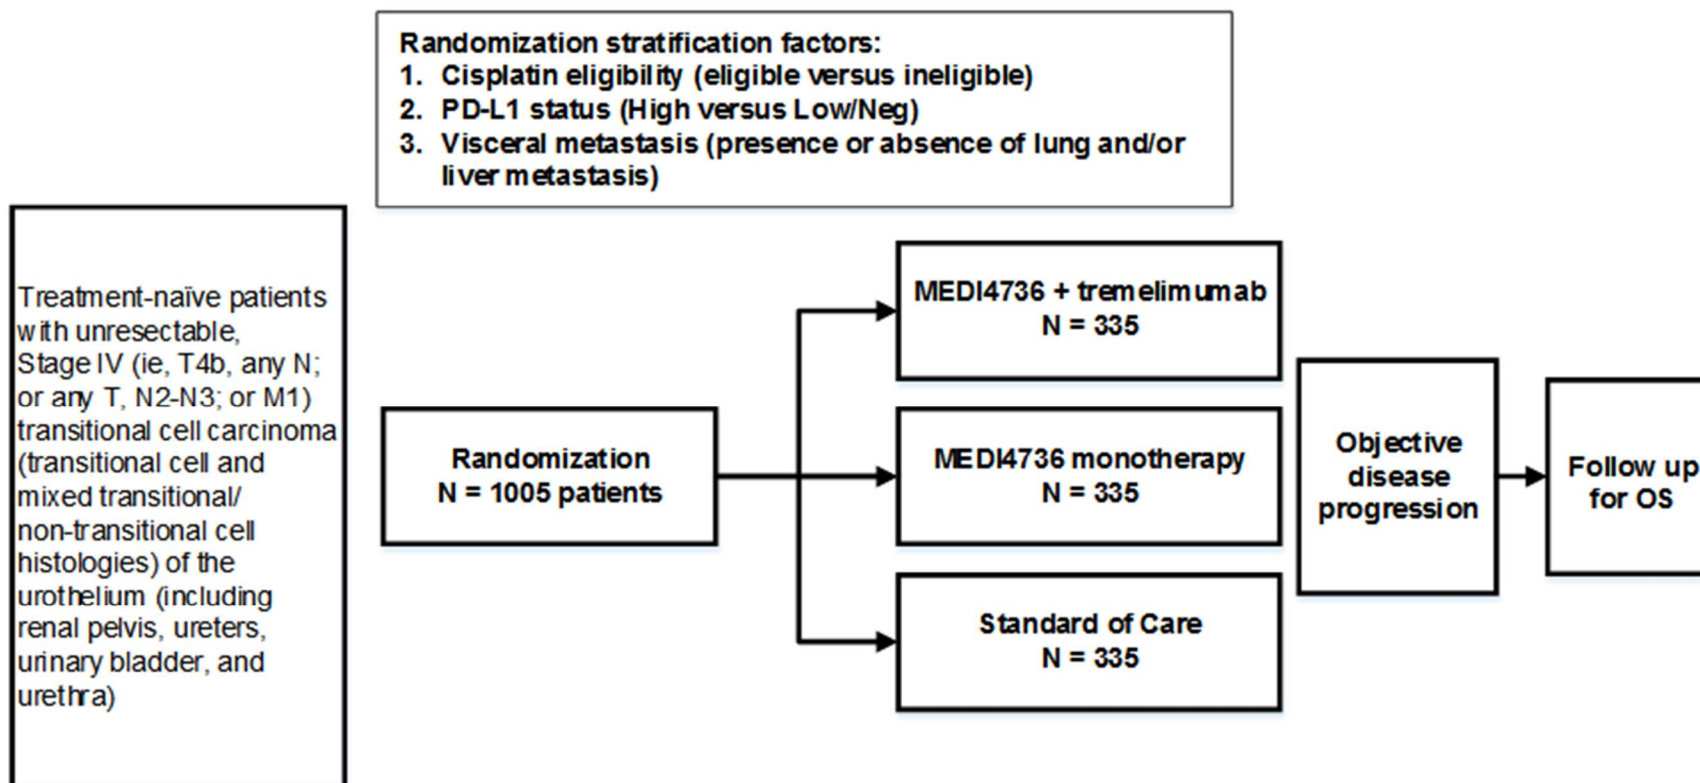 Randomization stratification factors:
1. Cisplatin eligibility (eligible versus ineligible)
2. PD-L1 status (High versus Low/Neg)
3. Visceral metastasis (presence or absence of lung and/or
liver metastasis)
Treatment-naïve patients
with unresectable,
Stage IV (ie, T4b, any N;
or any T, N2-N3; or M1)
transitional cell carcinoma
(transitional cell and
mixed transitional/
non-transitional cell
histologies) of the
urothelium (including
renal pelvis, ureters,
urinary bladder, and
urethra)
Randomization
N = 1005 patients
MEDI4736 + tremelimumab
N = 335
MEDI4736 monotherapy
N = 335
Standard of Care
N = 335
Objective
disease
progression
Follow up
for OS